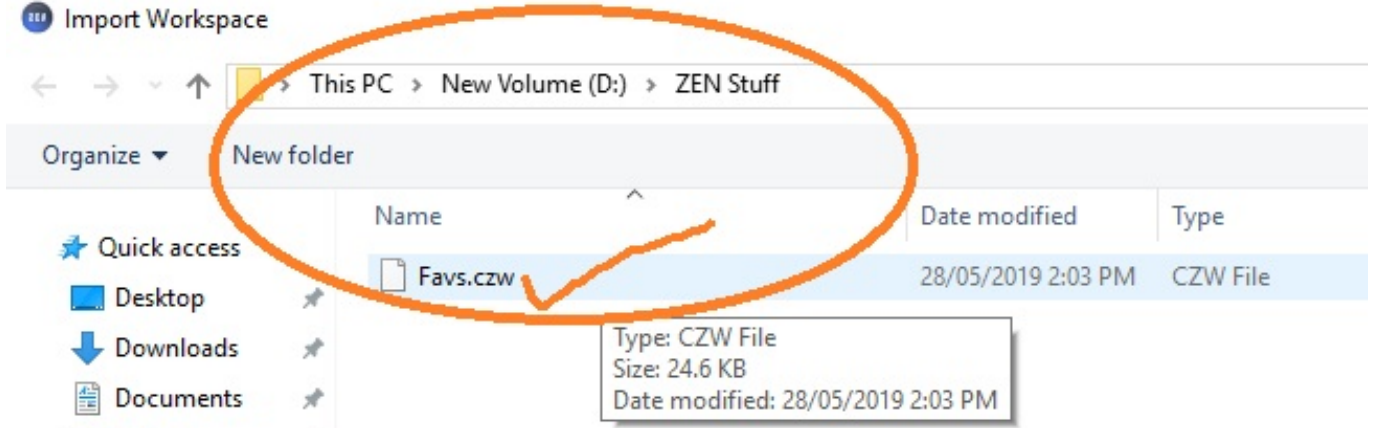 ZEN Import Workspace
This PC > New Volume (D:) > ZEN Stuff
Organize New folder
Name Date modified Type
Quick access
Favs.czw 28/05/2019 2:03 PM CZW File
Desktop
Type: CZW File
Downloads
Size: 24.6 KB
Documents
Date modified: 28/05/2019 2:03 PM